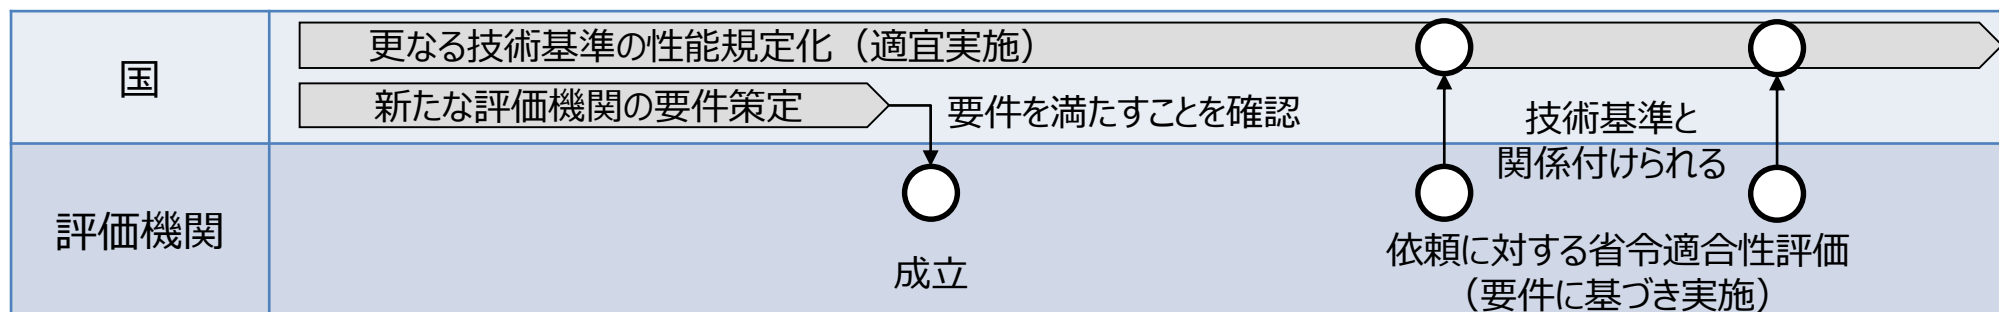 国
更なる技術基準の性能規定化（適宜実施）
新たな評価機関の要件策定
要件を満たすことを確認
技術基準と
関係付けられる
評価機関
成立
依頼に対する省令適合性評価
（要件に基づき実施）